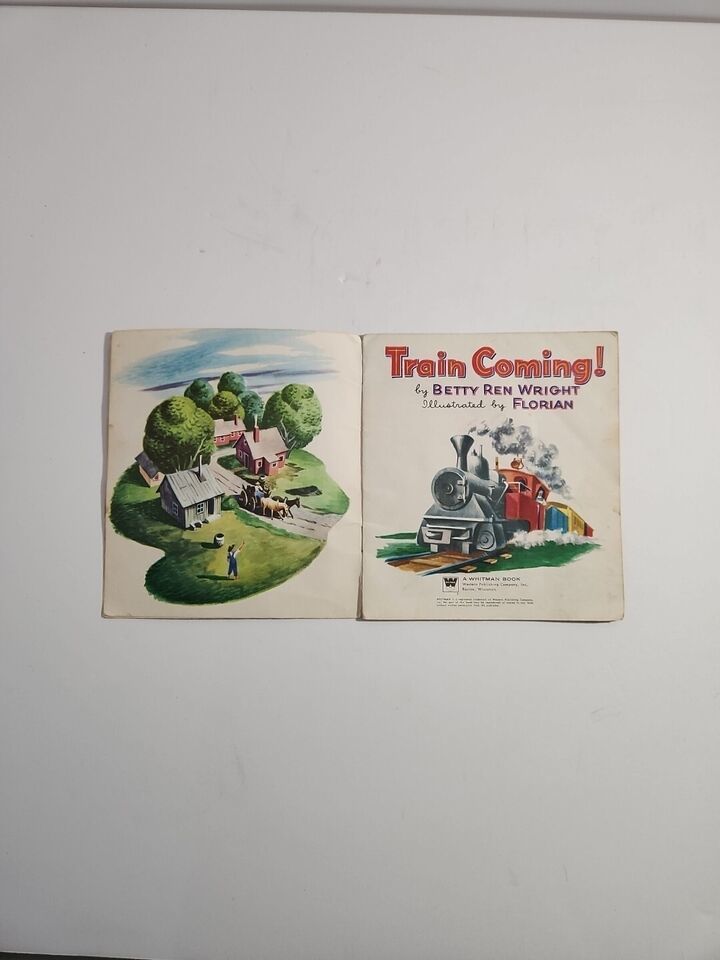 Train Coming!
by BETTY REN WRIGHT
Illustrated by FLORIAN
W
A WHITMAN BOOK
Western Publishing Company, Inc.
Racine, Wisconsin